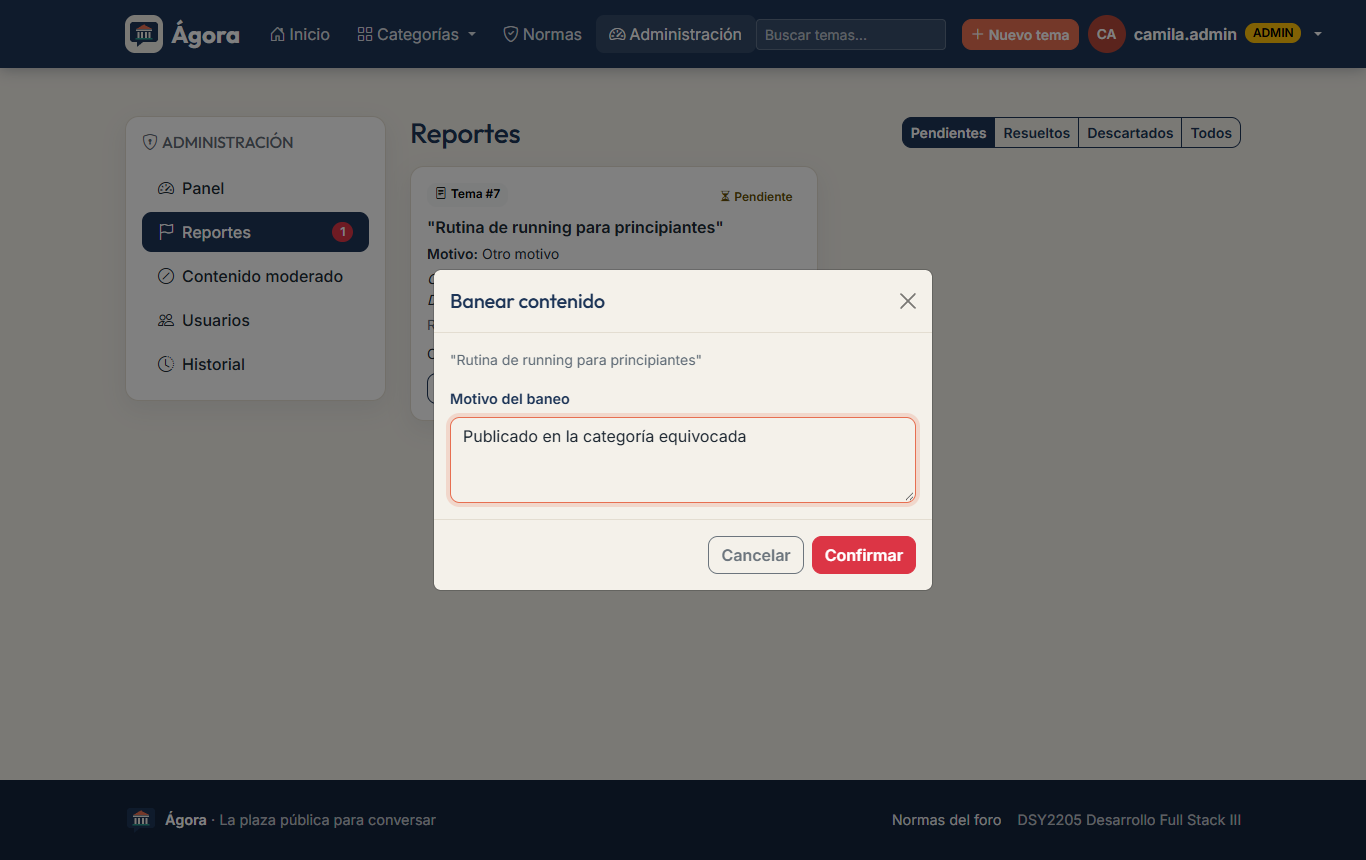 Ágora
Inicio
Categorías
Normas
Administración
Buscar temas...
+ Nuevo tema
CA
camila.admin
ADMIN
ADMINISTRACIÓN
Panel
Reportes
1
Contenido moderado
Usuarios
Historial
Reportes
Pendientes
Resueltos
Descartados
Todos
Tema #7
Pendiente
"Rutina de running para principiantes"
Motivo: Otro motivo
Banear contenido
"Rutina de running para principiantes"
Motivo del baneo
Publicado en la categoría equivocada
Cancelar
Confirmar
Ágora · La plaza pública para conversar
Normas del foro
DSY2205 Desarrollo Full Stack III